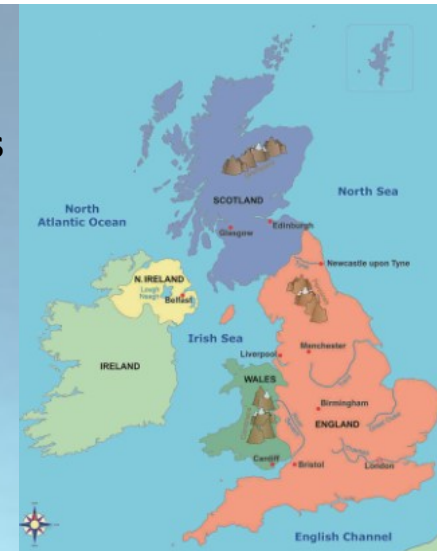 s
North Sea
SCOTLAND
North
Atlantic Ocean
Edinburgh
Glasgow
Newcastle upon Tyne
N. IRELAND
Lough
Neagh
Belfast
Irish Sea
Manchester
Liverpool
IRELAND
WALES
Birmingham
ENGLAND
Cardiff
Bristol
London
English Channel